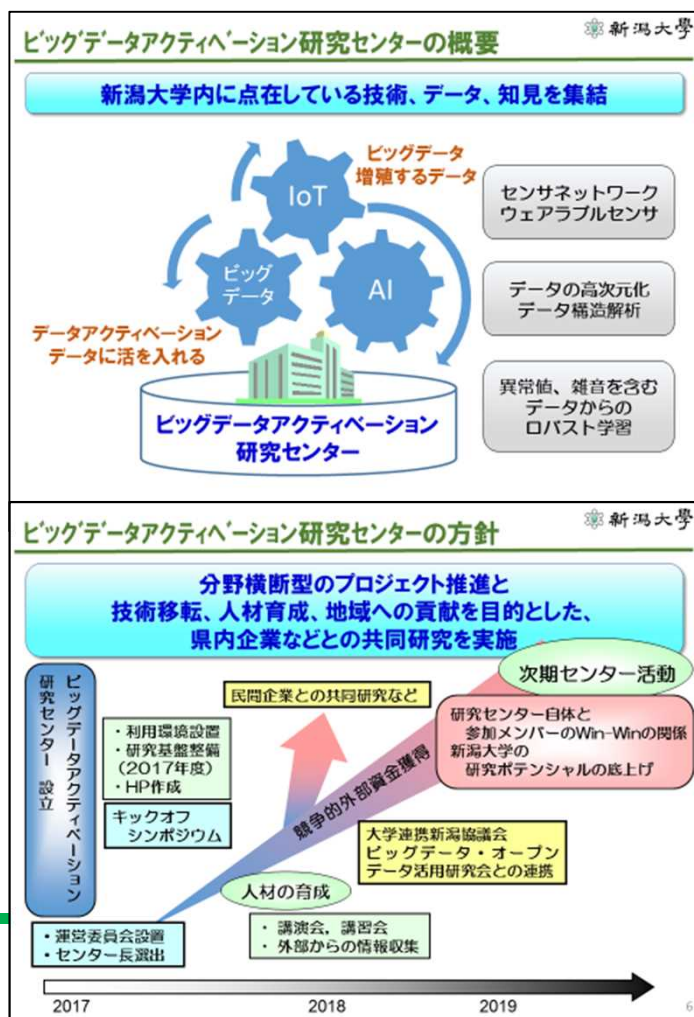 ビッグデータアクティベーション研究センターの概要
新潟大學
新潟大学内に点在している技術、データ、知見を集結
ビッグデータ
増殖するデータ
IoT
ビッグ
データ
AI
データアクティベーション
データに活を入れる
ビッグデータアクティベーション
研究センター
センサネットワーク
ウェアラブルセンサ
データの高次元化
データ構造解析
異常値、雑音を含む
データからの
ロバスト学習
ビッグデータアクティベーション研究センターの方針
新潟大學
分野横断型のプロジェクト推進と
技術移転、人材育成、地域への貢献を目的とした、
県内企業などとの共同研究を実施
ビッグデータアクティベーション
研究センター 設立
・利用環境設置
・研究基盤整備
(2017年度)
・HP作成
キックオフ
シンポジウム
・運営委員会設置
・センター長選出
民間企業との共同研究など
競争的外部資金獲得
次期センター活動
研究センター自体と
参加メンバーのWin-Winの関係
新潟大学の
研究ポテンシャルの底上げ
大学連携新潟協議会
ビッグデータ・オープン
データ活用研究会との連携
人材の育成
・講演会，講習会
・外部からの情報収集
2017
2018
2019
6